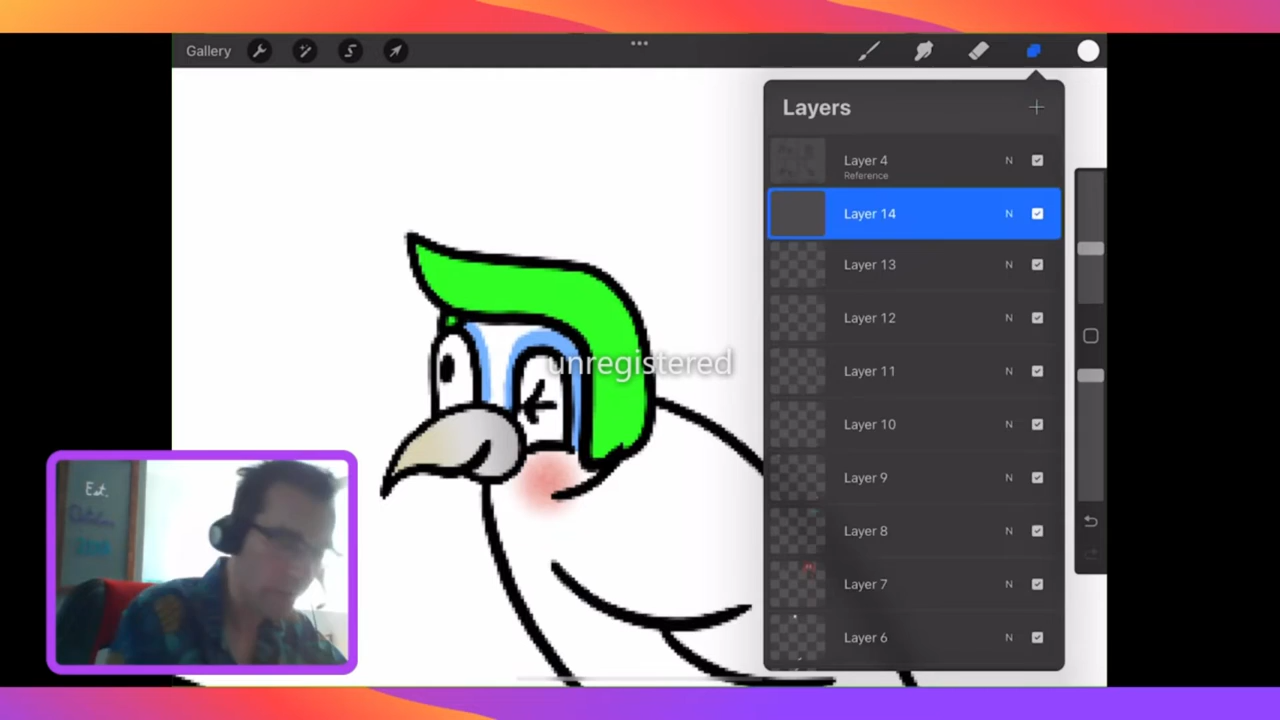 Gallery
Layers
Layer 4
N
Reference
Layer 14
N
Layer 13
N
Layer 12
N
Layer 11
N
Layer 10
N
Layer 9
N
Layer 8
N
Layer 7
N
Layer 6
N
unregistered
Est.